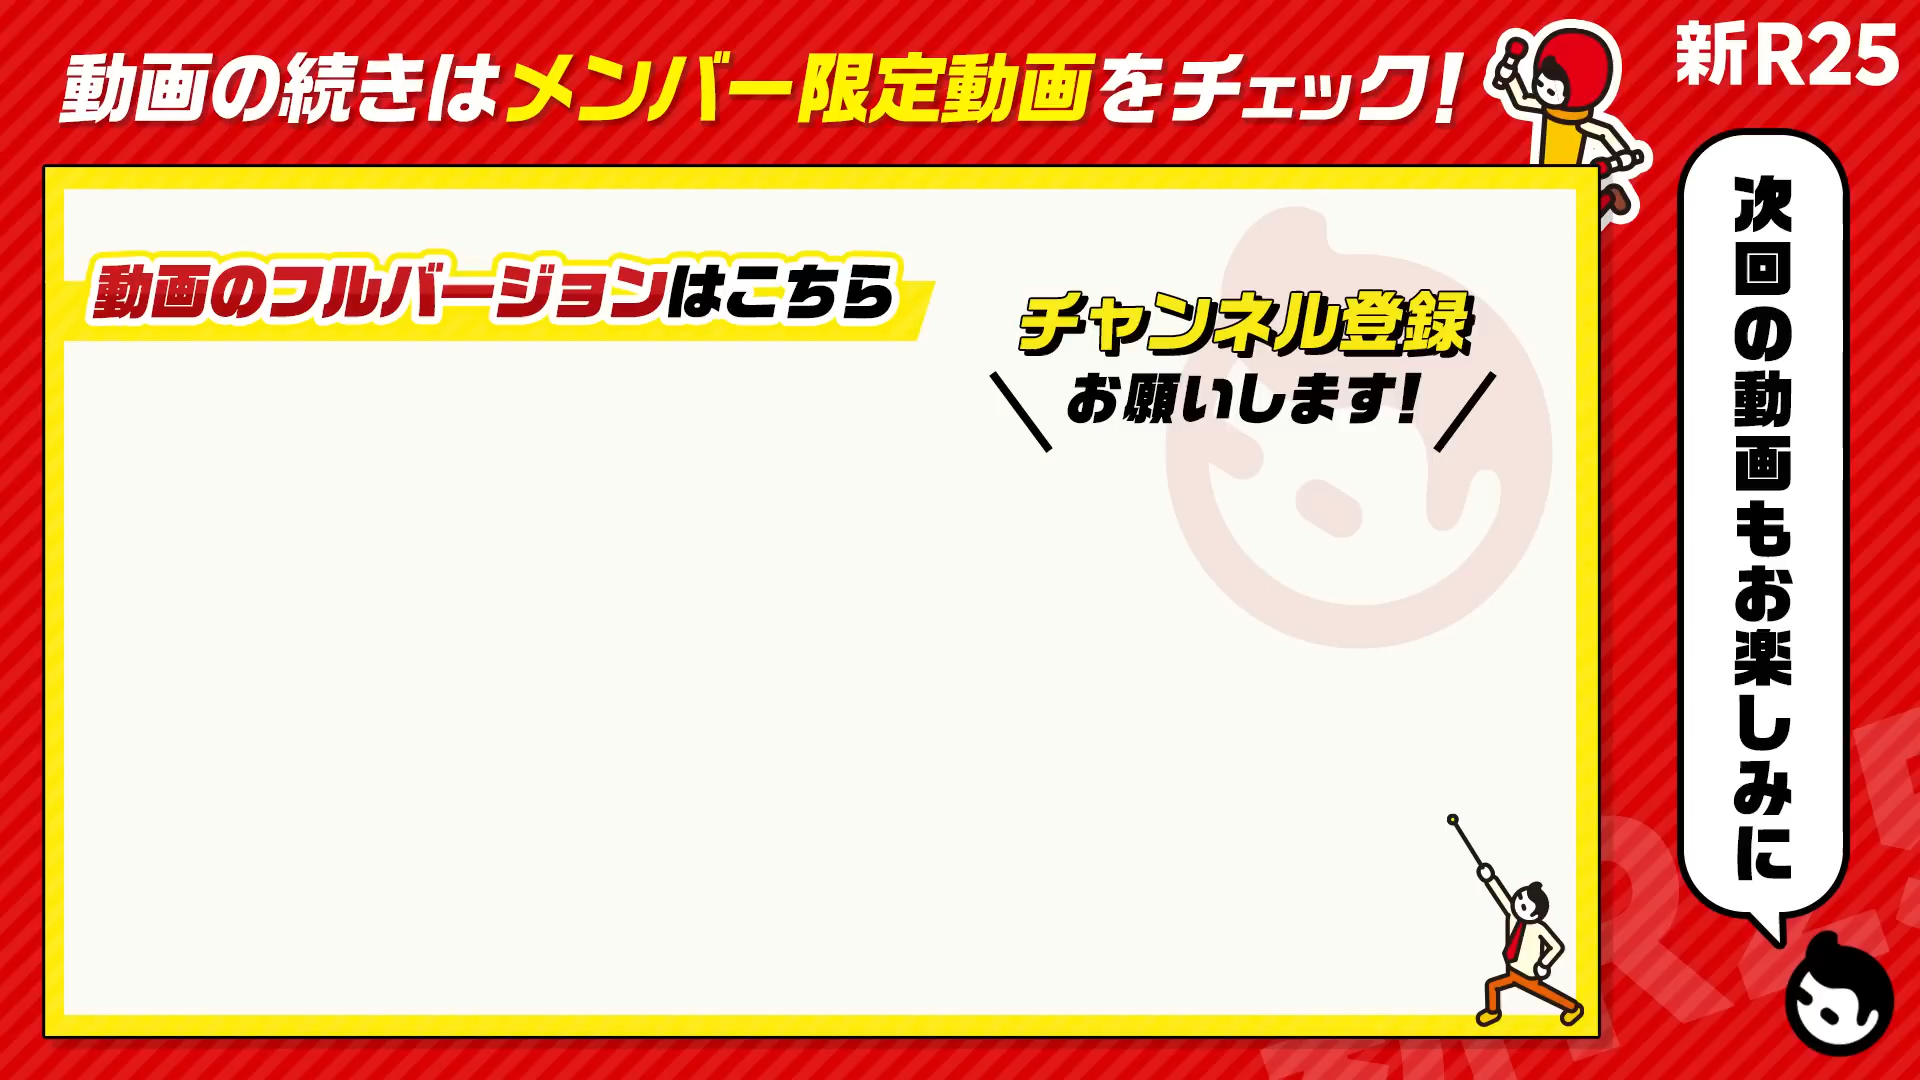 動画の続きはメンバー限定動画をチェック!
新R25
動画のフルバージョンはこちら
チャンネル登録
お願いします!
次回の動画もお楽しみに